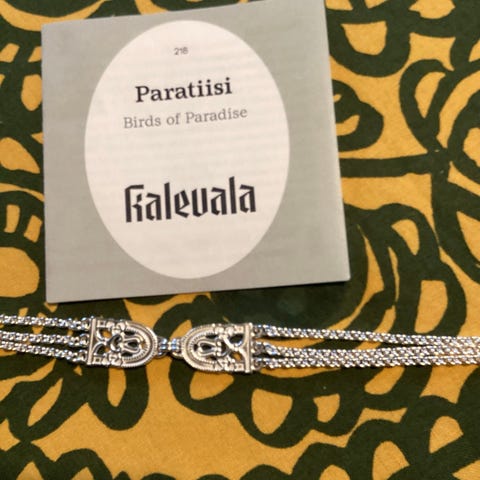 218
Paratiisi
Birds of Paradise
Kalevala